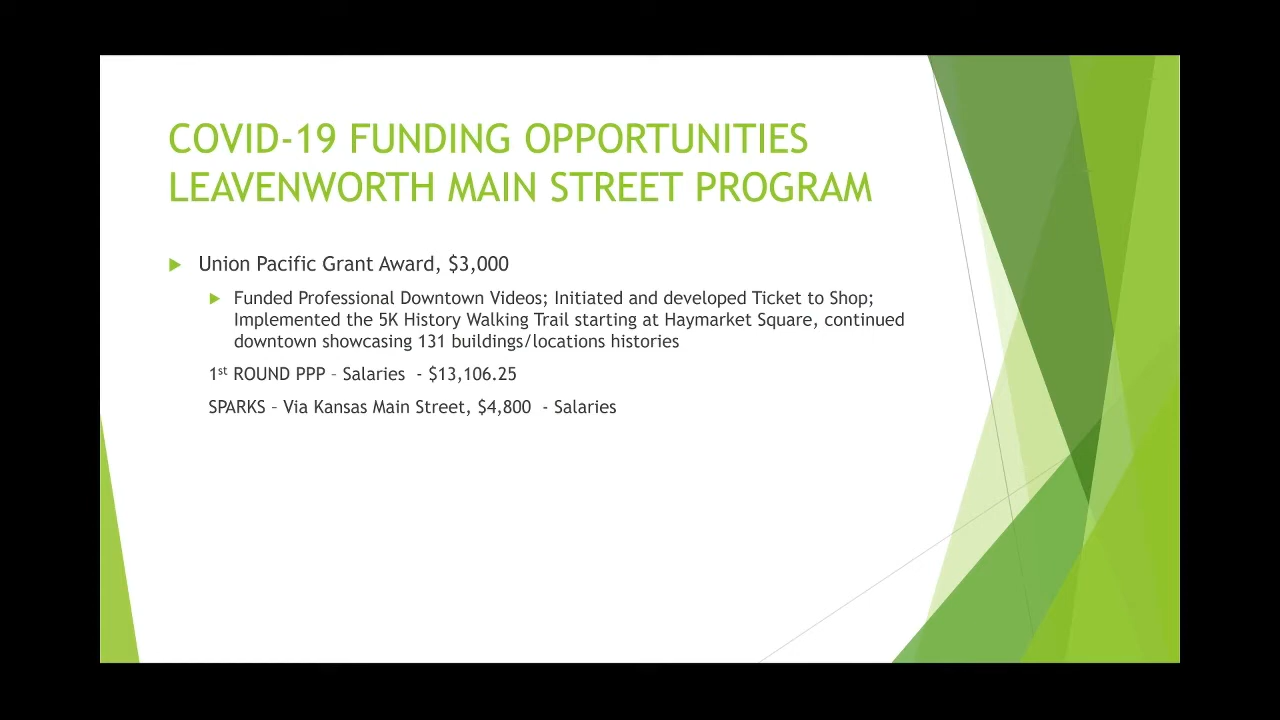 COVID-19 FUNDING OPPORTUNITIES
LEAVENWORTH MAIN STREET PROGRAM
Union Pacific Grant Award, $3,000
Funded Professional Downtown Videos; Initiated and developed Ticket to Shop;
Implemented the 5K History Walking Trail starting at Haymarket Square, continued
downtown showcasing 131 buildings/locations histories
1st ROUND PPP – Salaries - $13,106.25
SPARKS – Via Kansas Main Street, $4,800 - Salaries